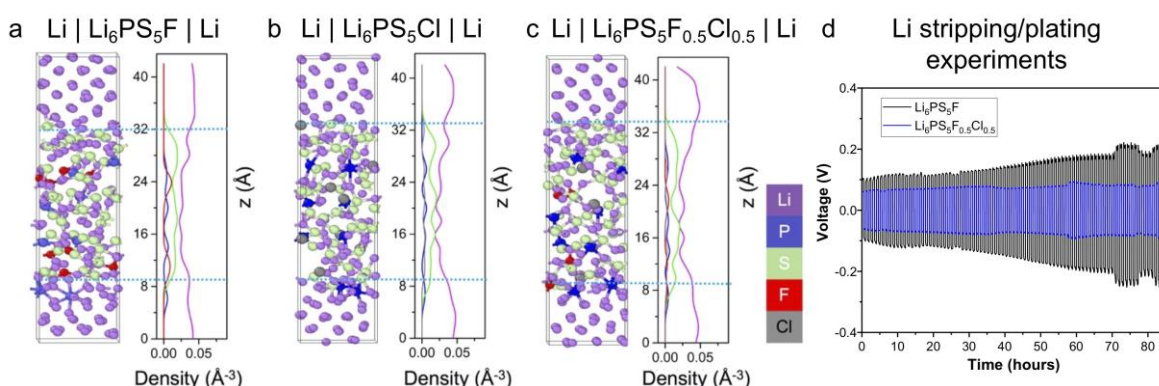 a Li | Li₆PS₅F | Li
b Li | Li₆PS₅Cl | Li
c Li | Li₆PS₅F₀.₅Cl₀.₅ | Li
d Li stripping/plating
experiments
40
32
24
16
8
0
z (Å)
0.00 0.05
Density (Å⁻³)
40
32
24
16
8
0
z (Å)
0.00 0.05
Density (Å⁻³)
40
32
24
16
8
0
z (Å)
0.00 0.05
Density (Å⁻³)
Li
P
S
F
Cl
Li₆PS₅F
Li₆PS₅F₀.₅Cl₀.₅
0.4
0.2
0.0
-0.2
-0.4
Voltage (V)
0 10 20 30 40 50 60 70 80
Time (hours)